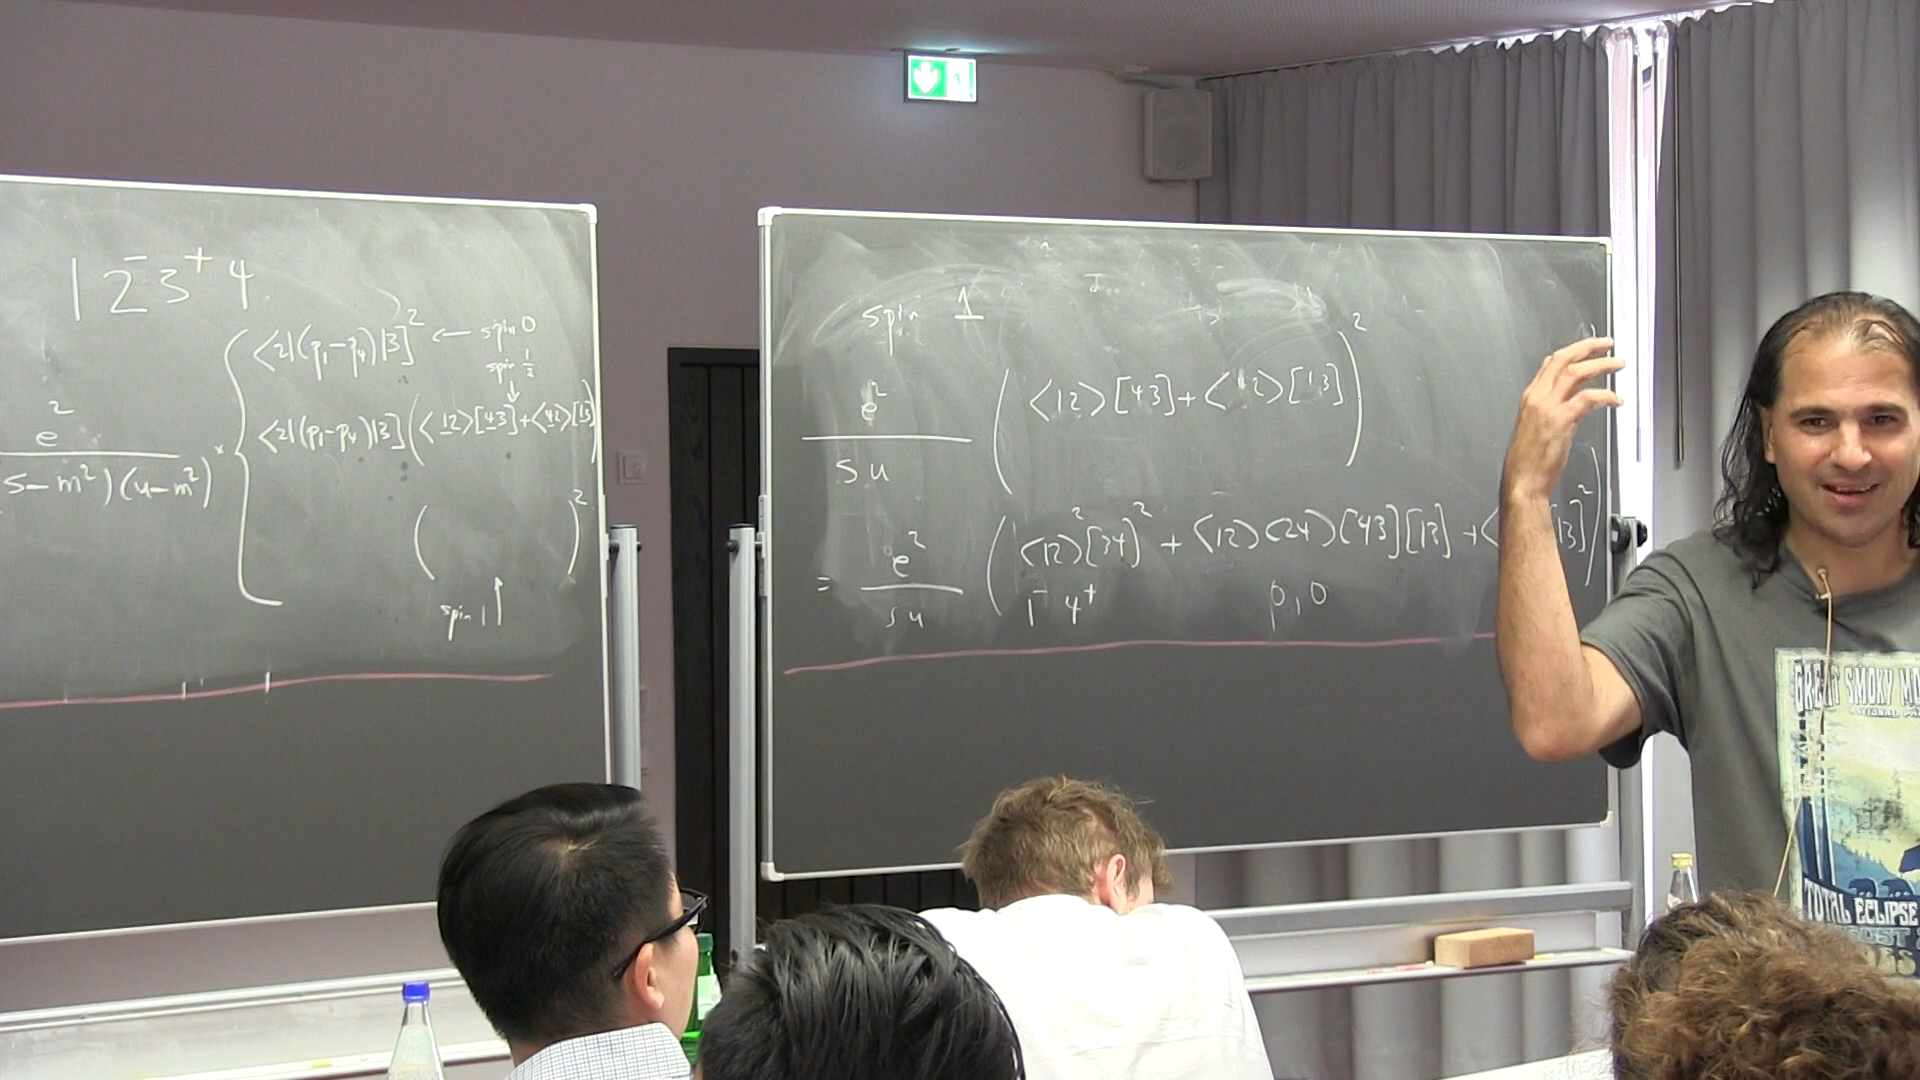 1 2⁻ 3⁺ 4
⟨2|(p₁-p₄)|3]² ← spin 0
spin 1/2
↓
e²
(s-m²)(u-m²) ×
⟨2|(p₁-p₄)|3](⟨12⟩[43]+⟨42⟩[13]
( )²
spin 1 ↑
spin 1
e²
su
(⟨12⟩[43]+⟨ 2⟩[13])²
= e²
su
(⟨12⟩²[34]² + ⟨12⟩⟨24⟩[43][13] + ⟨ [13]²)
1⁻ 4⁺ 0,0
GREAT SMOKY MO
NATIONAL PA
TOTAL ECLIPSE